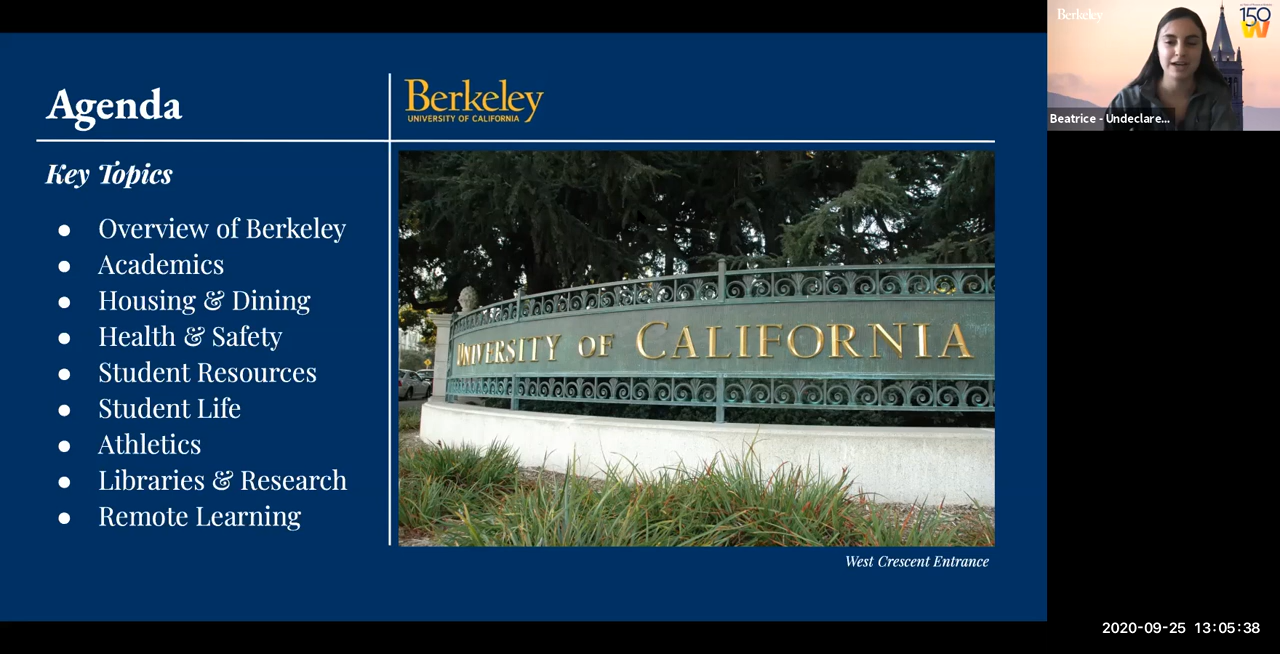 Agenda
Berkeley
UNIVERSITY OF CALIFORNIA
Key Topics
● Overview of Berkeley
● Academics
● Housing & Dining
● Health & Safety
● Student Resources
● Student Life
● Athletics
● Libraries & Research
● Remote Learning
UNIVERSITY OF CALIFORNIA
West Crescent Entrance
Berkeley
150
W
Beatrice - Undeclare...
2020-09-25 13:05:38